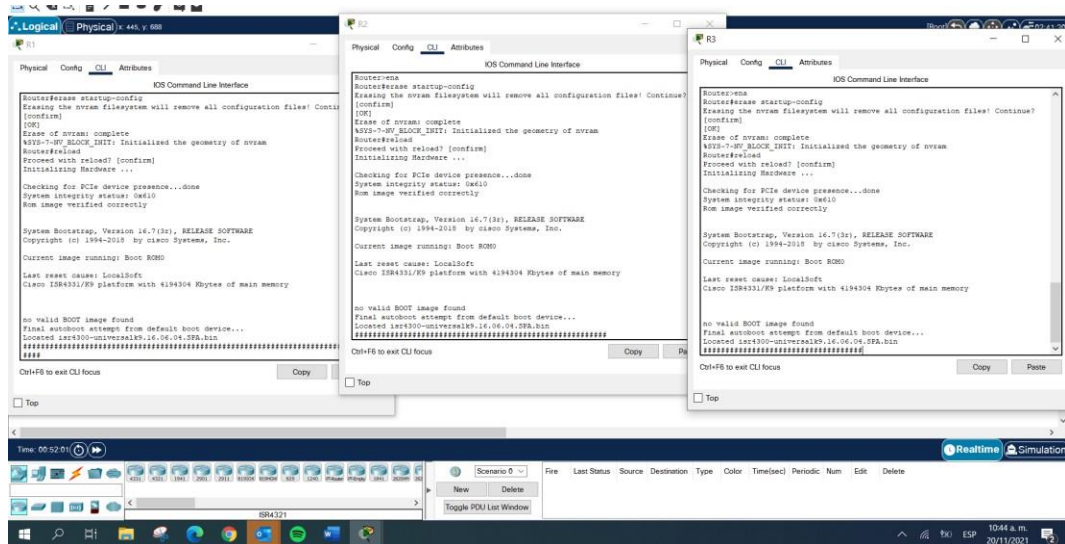 Logical
Physical
x: 445, y: 688
[Root]
02:41:30
R1
Physical Config CLI Attributes
IOS Command Line Interface
Router#erase startup-config
Erasing the nvram filesystem will remove all configuration files!
[confirm]
[OK]
Erase of nvram: complete
%SYS-7-NV_BLOCK_INIT: Initialized the geometry of nvram
Router#reload
Proceed with reload? [confirm]
Initializing Hardware ...
Checking for PCIe device presence...done
System integrity status: 0x610
Rom image verified correctly
System Bootstrap, Version 16.7(3r), RELEASE SOFTWARE
Copyright (c) 1994-2018 by cisco Systems, Inc.
Current image running: Boot ROM0
Last reset cause: LocalSoft
Cisco ISR4331/K9 platform with 4194304 Kbytes of main memory
no valid BOOT image found
Final autoboot attempt from default boot device...
Located isr4300-universalk9.16.06.04.SPA.bin
####
Ctrl+F6 to exit CLI focus
Copy
Top
R2
Physical Config CLI Attributes
IOS Command Line Interface
Router>ena
Router#erase startup-config
Erasing the nvram filesystem will remove all configuration files! Continue?
[confirm]
[OK]
Erase of nvram: complete
%SYS-7-NV_BLOCK_INIT: Initialized the geometry of nvram
Router#reload
Proceed with reload? [confirm]
Initializing Hardware ...
Checking for PCIe device presence...done
System integrity status: 0x610
Rom image verified correctly
System Bootstrap, Version 16.7(3r), RELEASE SOFTWARE
Copyright (c) 1994-2018 by cisco Systems, Inc.
Current image running: Boot ROM0
Last reset cause: LocalSoft
Cisco ISR4331/K9 platform with 4194304 Kbytes of main memory
no valid BOOT image found
Final autoboot attempt from default boot device...
Located isr4300-universalk9.16.06.04.SPA.bin
Ctrl+F6 to exit CLI focus
Copy Pa
Top
R3
Physical Config CLI Attributes
IOS Command Line Interface
Router>ena
Router#erase startup-config
Erasing the nvram filesystem will remove all configuration files! Continue?
[confirm]
[OK]
Erase of nvram: complete
%SYS-7-NV_BLOCK_INIT: Initialized the geometry of nvram
Router#reload
Proceed with reload? [confirm]
Initializing Hardware ...
Checking for PCIe device presence...done
System integrity status: 0x610
Rom image verified correctly
System Bootstrap, Version 16.7(3r), RELEASE SOFTWARE
Copyright (c) 1994-2018 by cisco Systems, Inc.
Current image running: Boot ROM0
Last reset cause: LocalSoft
Cisco ISR4331/K9 platform with 4194304 Kbytes of main memory
no valid BOOT image found
Final autoboot attempt from default boot device...
Located isr4300-universalk9.16.06.04.SPA.bin
Ctrl+F6 to exit CLI focus
Copy Paste
Top
Time: 00:52:01
Realtime Simulation
4331 4321 1941 2901 2911 819 1240 1841
ISR4321
Scenario 0
New Delete
Toggle PDU List Window
Fire Last Status Source Destination Type Color Time(sec) Periodic Num Edit Delete
ESP
10:44 a. m.
20/11/2021